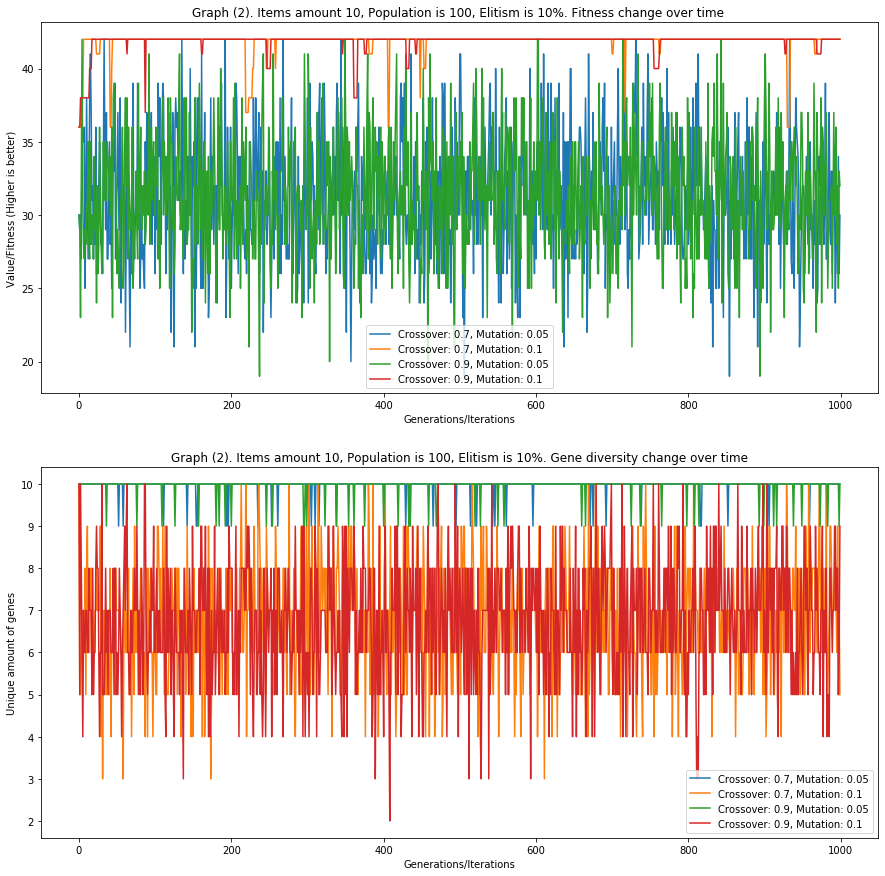 Graph (2). Items amount 10, Population is 100, Elitism is 10%. Fitness change over time
Value/Fitness (Higher is better)
40
35
30
25
20
Crossover: 0.7, Mutation: 0.05
Crossover: 0.7, Mutation: 0.1
Crossover: 0.9, Mutation: 0.05
Crossover: 0.9, Mutation: 0.1
0 200 400 600 800 1000
Generations/Iterations
Graph (2). Items amount 10, Population is 100, Elitism is 10%. Gene diversity change over time
Unique amount of genes
10
9
8
7
6
5
4
3
2
Crossover: 0.7, Mutation: 0.05
Crossover: 0.7, Mutation: 0.1
Crossover: 0.9, Mutation: 0.05
Crossover: 0.9, Mutation: 0.1
0 200 400 600 800 1000
Generations/Iterations